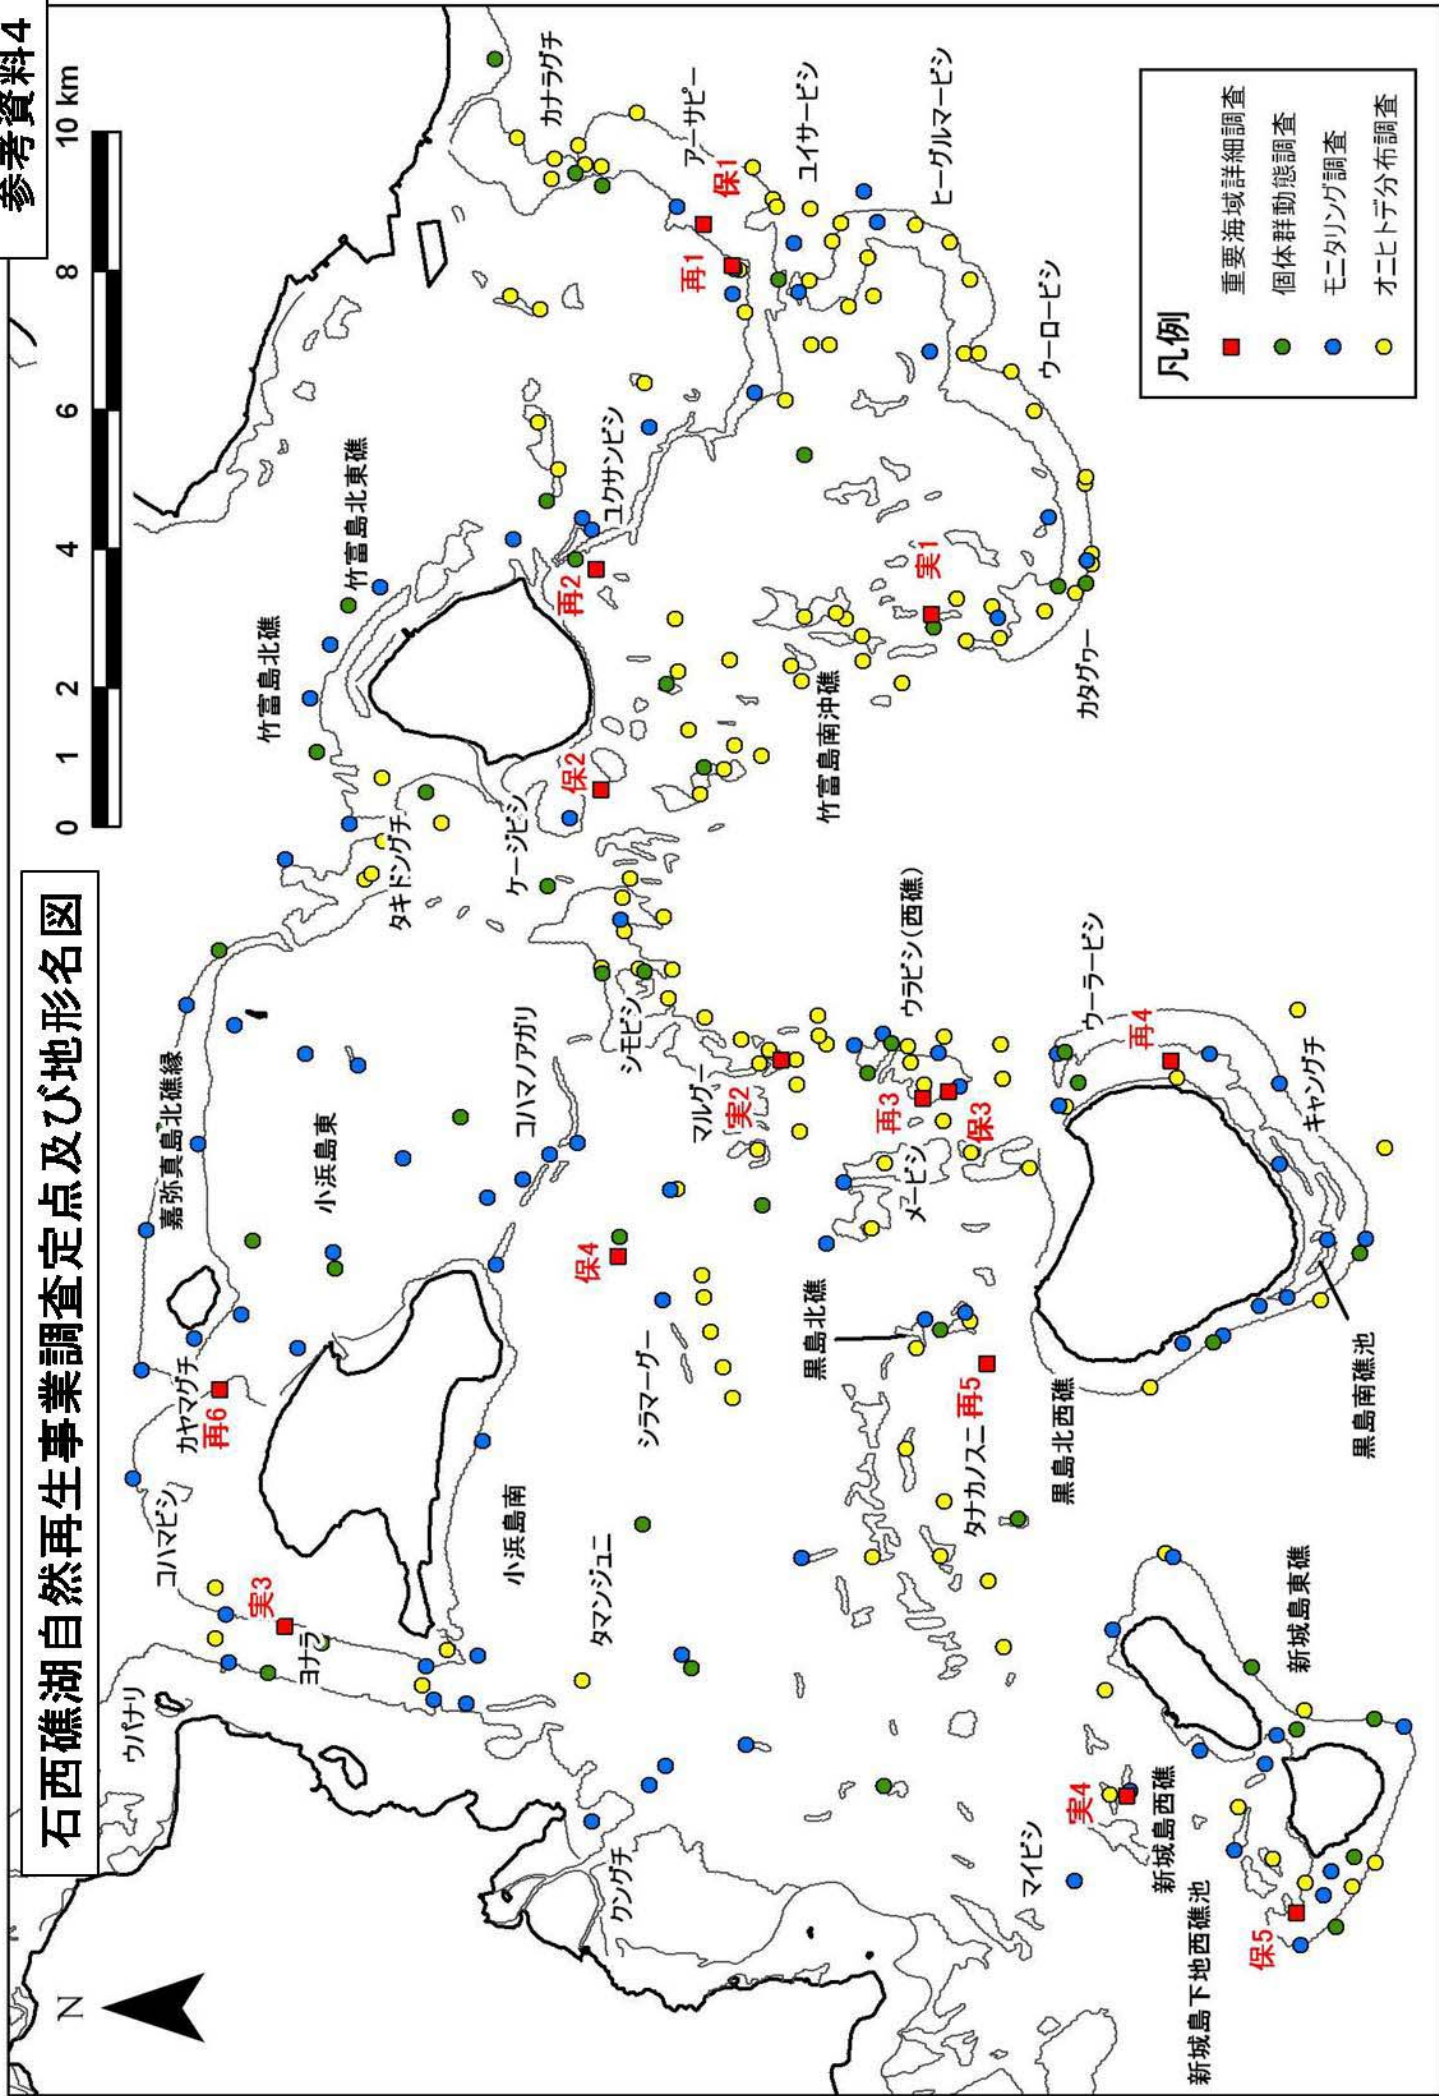 参考資料4
石西礁湖自然再生事業調査定点及び地形名図
0 1 2 4 6 8 10 km
N
ウパナリ
コハマビシ
カヤマグチ
再6
嘉弥真島北礁縁
小浜島東
実3
ヨナラ
タキドングチ
竹富島北礁
竹富島北東礁
カナラグチ
コハマノアガリ
ケージビシ
保2
再2
ユクサンビシ
アーサピー
保1
再1
ユイサービシ
ヒーグルマービシ
小浜島南
クングチ
タマンジュニ
シラマーグー
保4
シモビシ
マルグー
実2
竹富島南沖礁
実1
ウーロービシ
カタグヮー
黒島北礁
メービシ
再3
保3
ウラビシ(西礁)
タナカノスニ
再5
黒島北西礁
ウーラービシ
再4
キャングチ
黒島南礁池
マイビシ
実4
新城島西礁
新城島下地西礁池
保5
新城島東礁
凡例
重要海域詳細調査
個体群動態調査
モニタリング調査
オニヒトデ分布調査